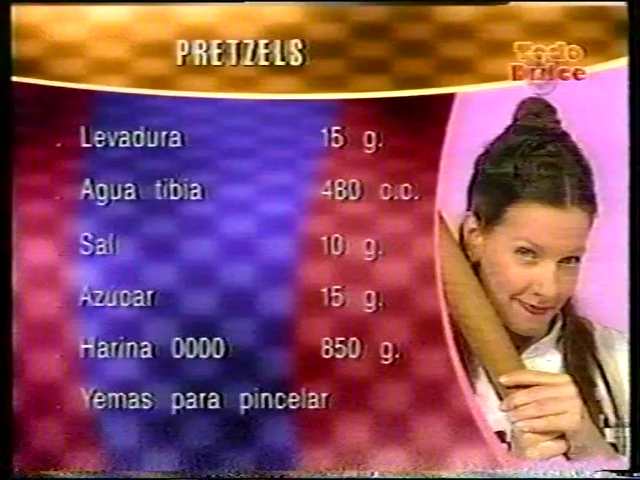 PRETZELS
Todo
Dulce
Levadura 15 g.
Agua tibia 480 c.c.
Sal 10 g.
Azucar 15 g.
Harina 0000 850 g.
Yemas para pincelar